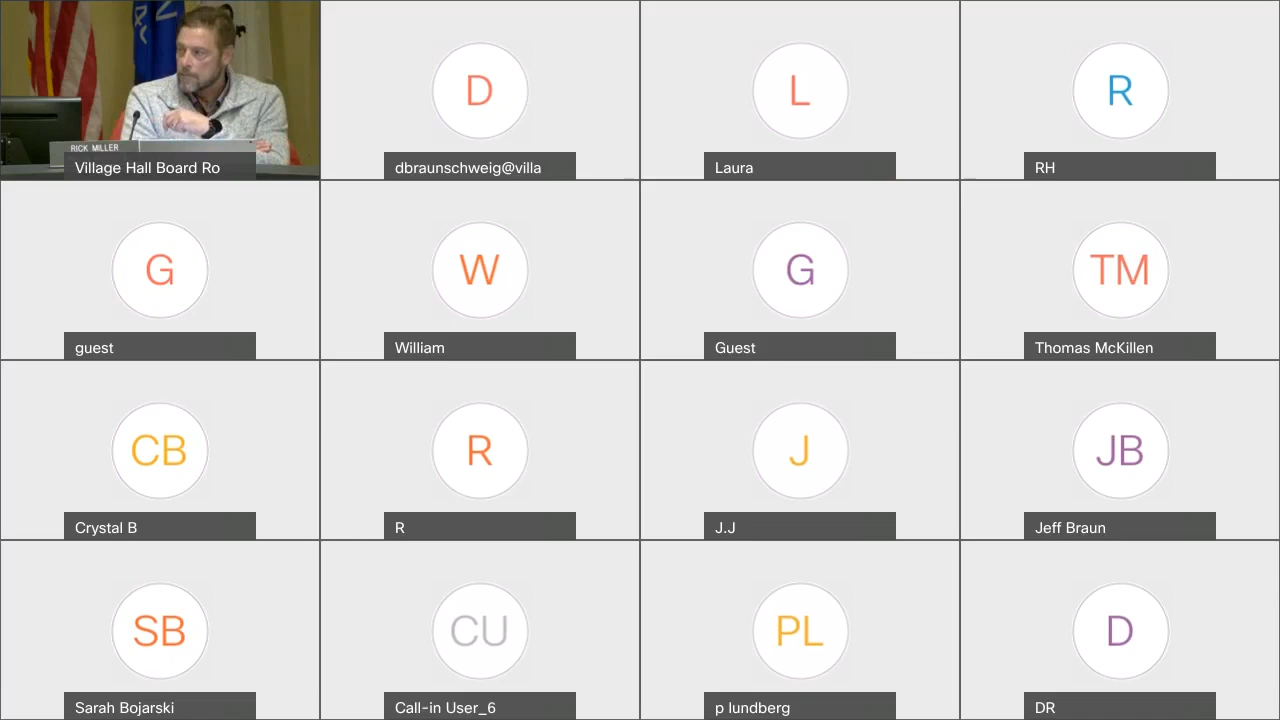 RICK MILLER
Village Hall Board Ro
D
dbraunschweig@villa
L
Laura
R
RH
G
guest
W
William
G
Guest
TM
Thomas McKillen
CB
Crystal B
R
R
J
J.J
JB
Jeff Braun
SB
Sarah Bojarski
CU
Call-in User_6
PL
p lundberg
D
DR